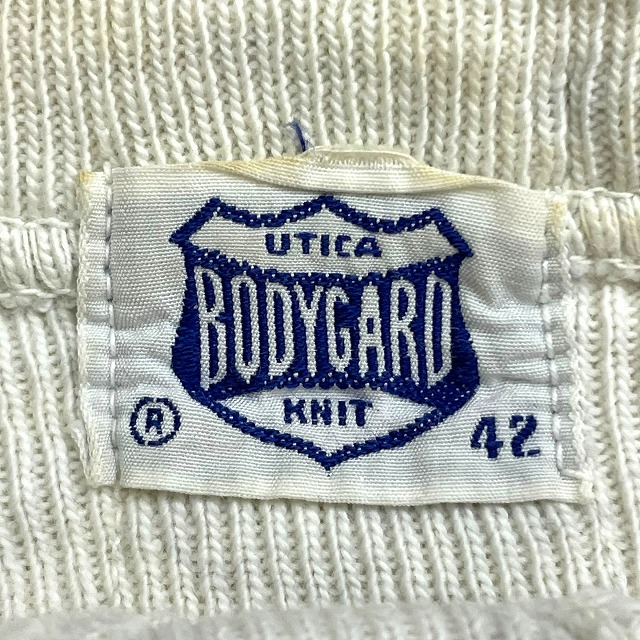 UTICA
BODYGARD
KNIT
® 42